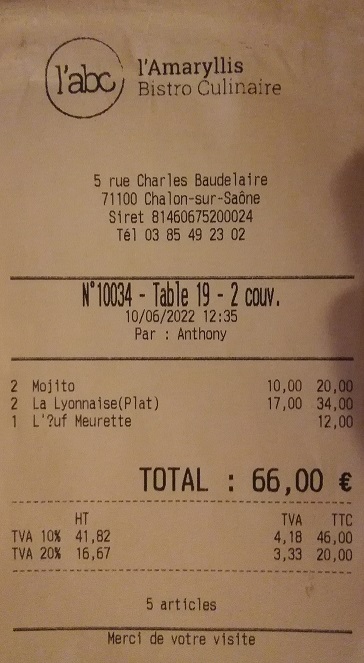 l'abc
l'Amaryllis
Bistro Culinaire
5 rue Charles Baudelaire
71100 Chalon-sur-Saône
Siret 81460675200024
Tél 03 85 49 23 02
N°10034 - Table 19 - 2 couv.
10/06/2022 12:35
Par : Anthony
2 Mojito 10,00 20,00
2 La Lyonnaise(Plat) 17,00 34,00
1 L'?uf Meurette 12,00
TOTAL : 66,00 €
HT TVA TTC
TVA 10% 41,82 4,18 46,00
TVA 20% 16,67 3,33 20,00
5 articles
Merci de votre visite